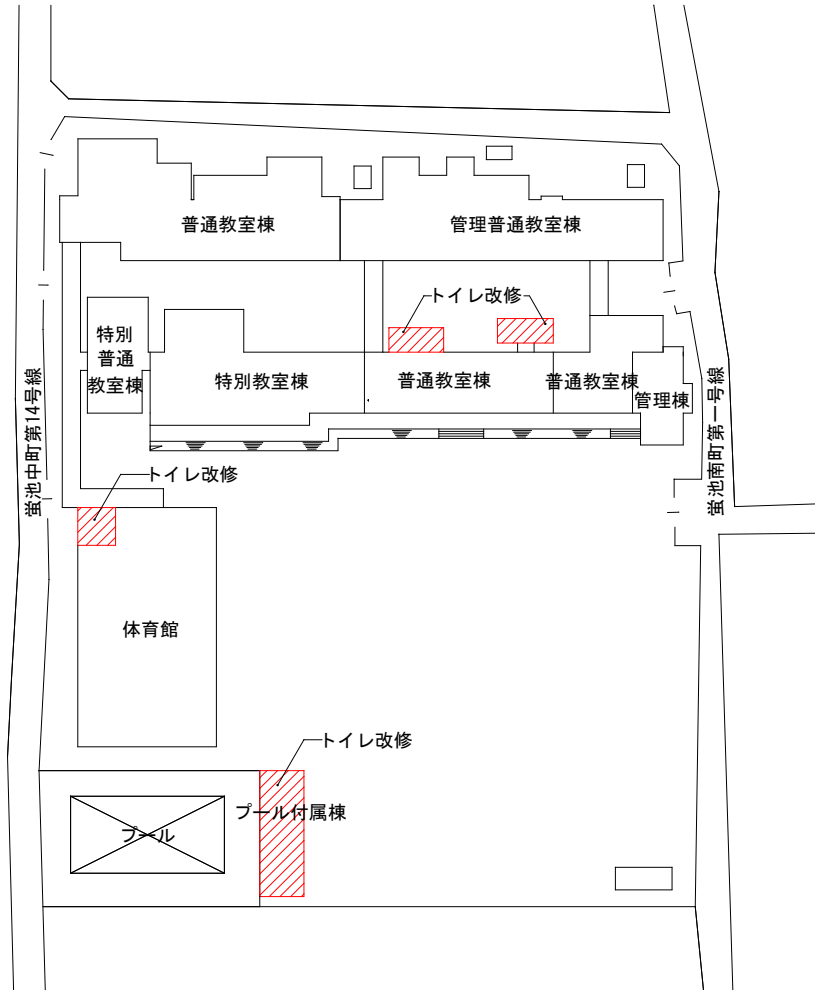 普通教室棟
管理普通教室棟
トイレ改修
特別
普通
教室棟
特別教室棟
普通教室棟
普通教室棟
管理棟
蛍池中町第14号線
蛍池南町第一号線
トイレ改修
体育館
トイレ改修
プール
プール付属棟